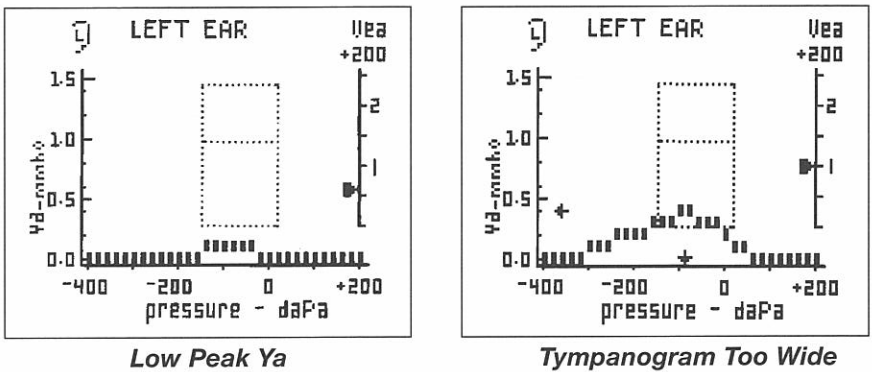 LEFT EAR Vea
+200
1.5
2
1.0
1
0.5
Ya-mmho
0.0
-400 -200 0 +200
pressure - daPa
Low Peak Ya
LEFT EAR Vea
+200
1.5
2
1.0
1
0.5
Ya-mmho
0.0
-400 -200 0 +200
pressure - daPa
Tympanogram Too Wide